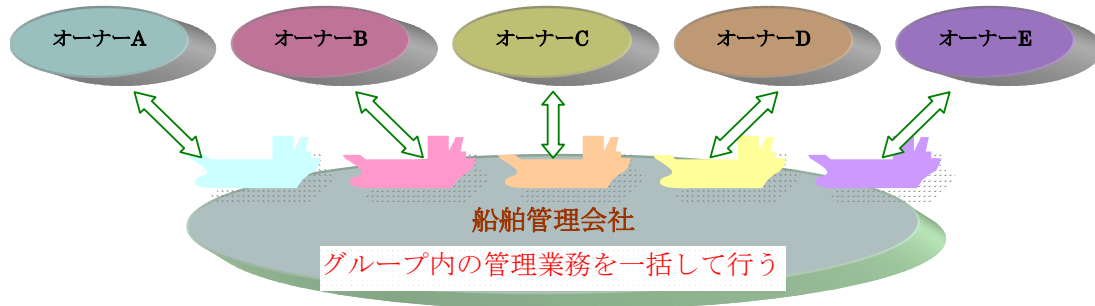 オーナーA
オーナーB
オーナーC
オーナーD
オーナーE
船舶管理会社
グループ内の管理業務を一括して行う